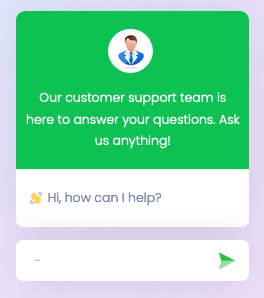 Our customer support team is
here to answer your questions. Ask
us anything!
👋 Hi, how can I help?
...